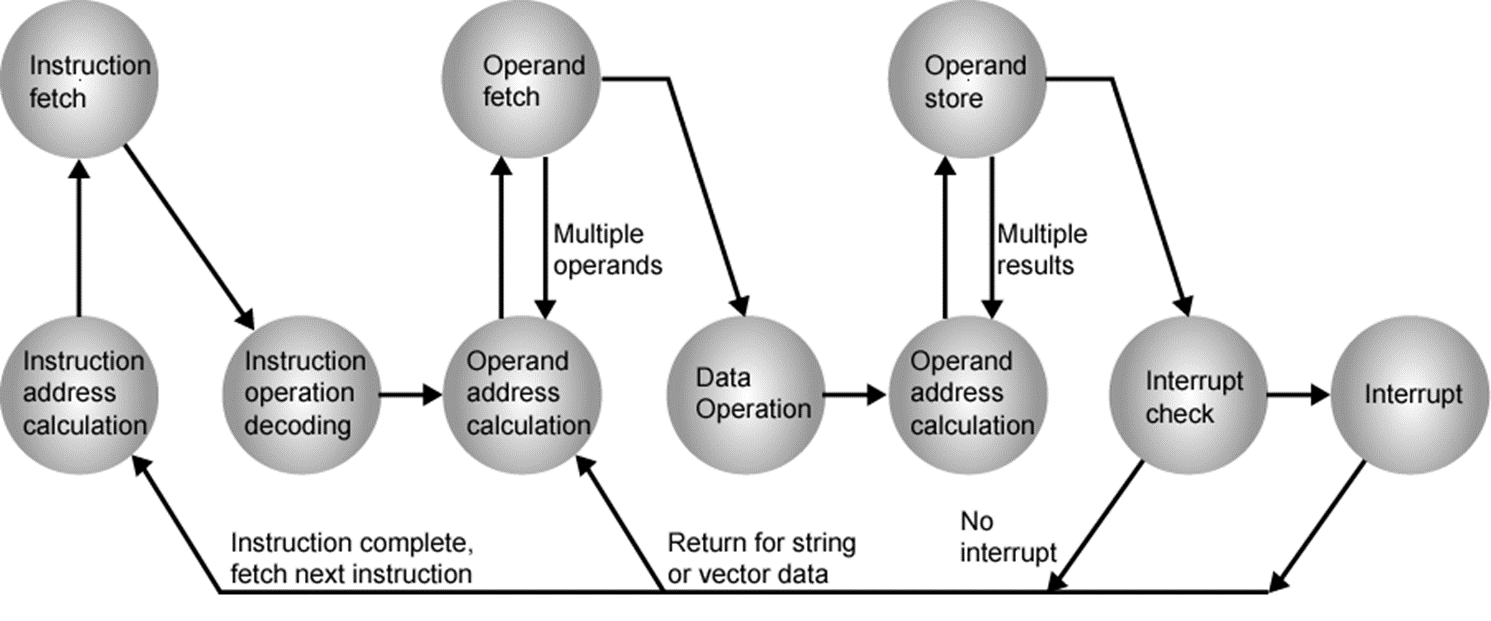 Instruction
fetch
Operand
fetch
Operand
store
Multiple
operands
Multiple
results
Instruction
address
calculation
Instruction
operation
decoding
Operand
address
calculation
Data
Operation
Operand
address
calculation
Interrupt
check
Interrupt
Instruction complete,
fetch next instruction
Return for string
or vector data
No
interrupt